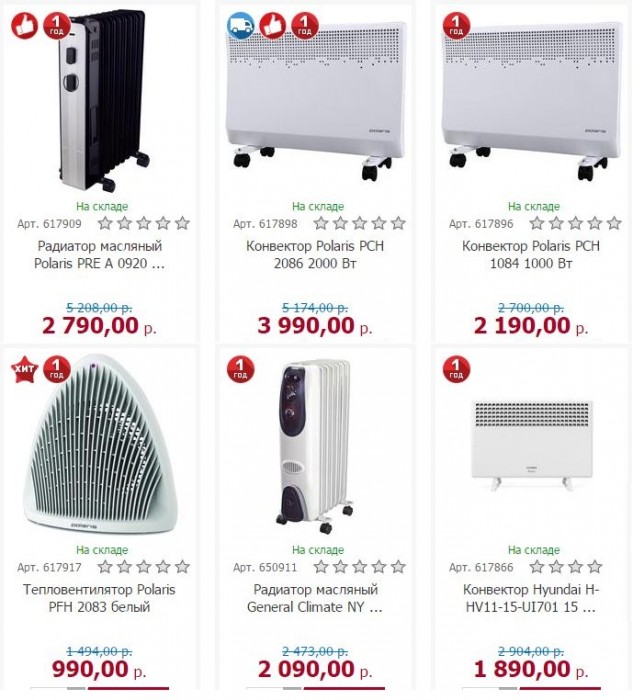 1
год
1
год
1
год
POLARIS
POLARIS
На складе
На складе
На складе
Арт. 617909
Арт. 617898
Арт. 617896
Радиатор масляный
Polaris PRE A 0920 ...
Конвектор Polaris PCH
2086 2000 Вт
Конвектор Polaris PCH
1084 1000 Вт
5 208,00 р.
5 174,00 р.
2 700,00 р.
2 790,00 р.
3 990,00 р.
2 190,00 р.
ХИТ
1
год
1
год
1
год
POLARIS
На складе
На складе
На складе
Арт. 617917
Арт. 650911
Арт. 617866
Тепловентилятор Polaris
PFH 2083 белый
Радиатор масляный
General Climate NY ...
Конвектор Hyundai H-
HV11-15-UI701 15 ...
1 494,00 р.
2 473,00 р.
2 904,00 р.
990,00 р.
2 090,00 р.
1 890,00 р.